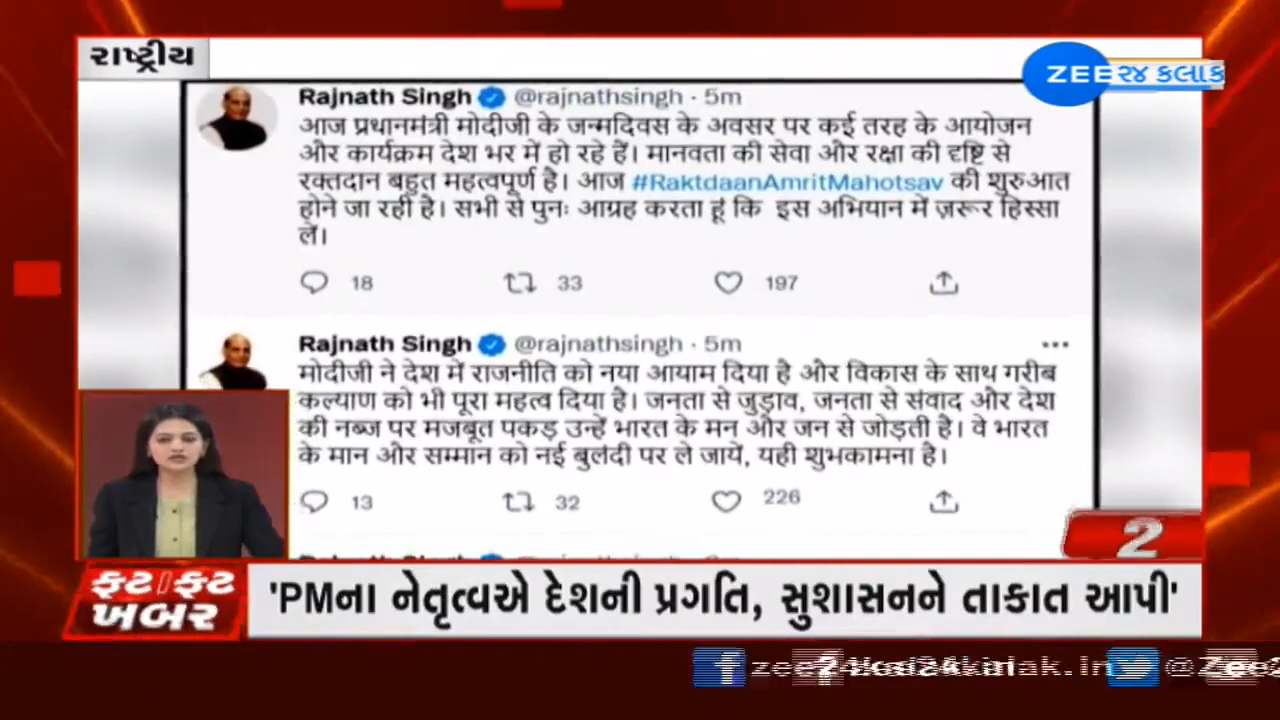 રાષ્ટ્રીય
ZEE ૨૪ કલાક
Rajnath Singh @rajnathsingh · 5m
आज प्रधानमंत्री मोदीजी के जन्मदिवस के अवसर पर कई तरह के आयोजन
और कार्यक्रम देश भर में हो रहे हैं। मानवता की सेवा और रक्षा की दृष्टि से
रक्तदान बहुत महत्वपूर्ण है। आज #RaktdaanAmritMahotsav की शुरुआत
होने जा रही है। सभी से पुनः आग्रह करता हूं कि इस अभियान में ज़रूर हिस्सा
लें।
18 33 197
Rajnath Singh @rajnathsingh · 5m
मोदीजी ने देश में राजनीति को नया आयाम दिया है और विकास के साथ गरीब
कल्याण को भी पूरा महत्व दिया है। जनता से जुड़ाव, जनता से संवाद और देश
की नब्ज पर मजबूत पकड़ उन्हें भारत के मन और जन से जोड़ती है। वे भारत
के मान और सम्मान को नई बुलंदी पर ले जायें, यही शुभकामना है।
13 32 226
2
ફટાફટ
ખબર
'PMના નેતૃત્વએ દેશની પ્રગતિ, સુશાસનને તાકાત આપી'